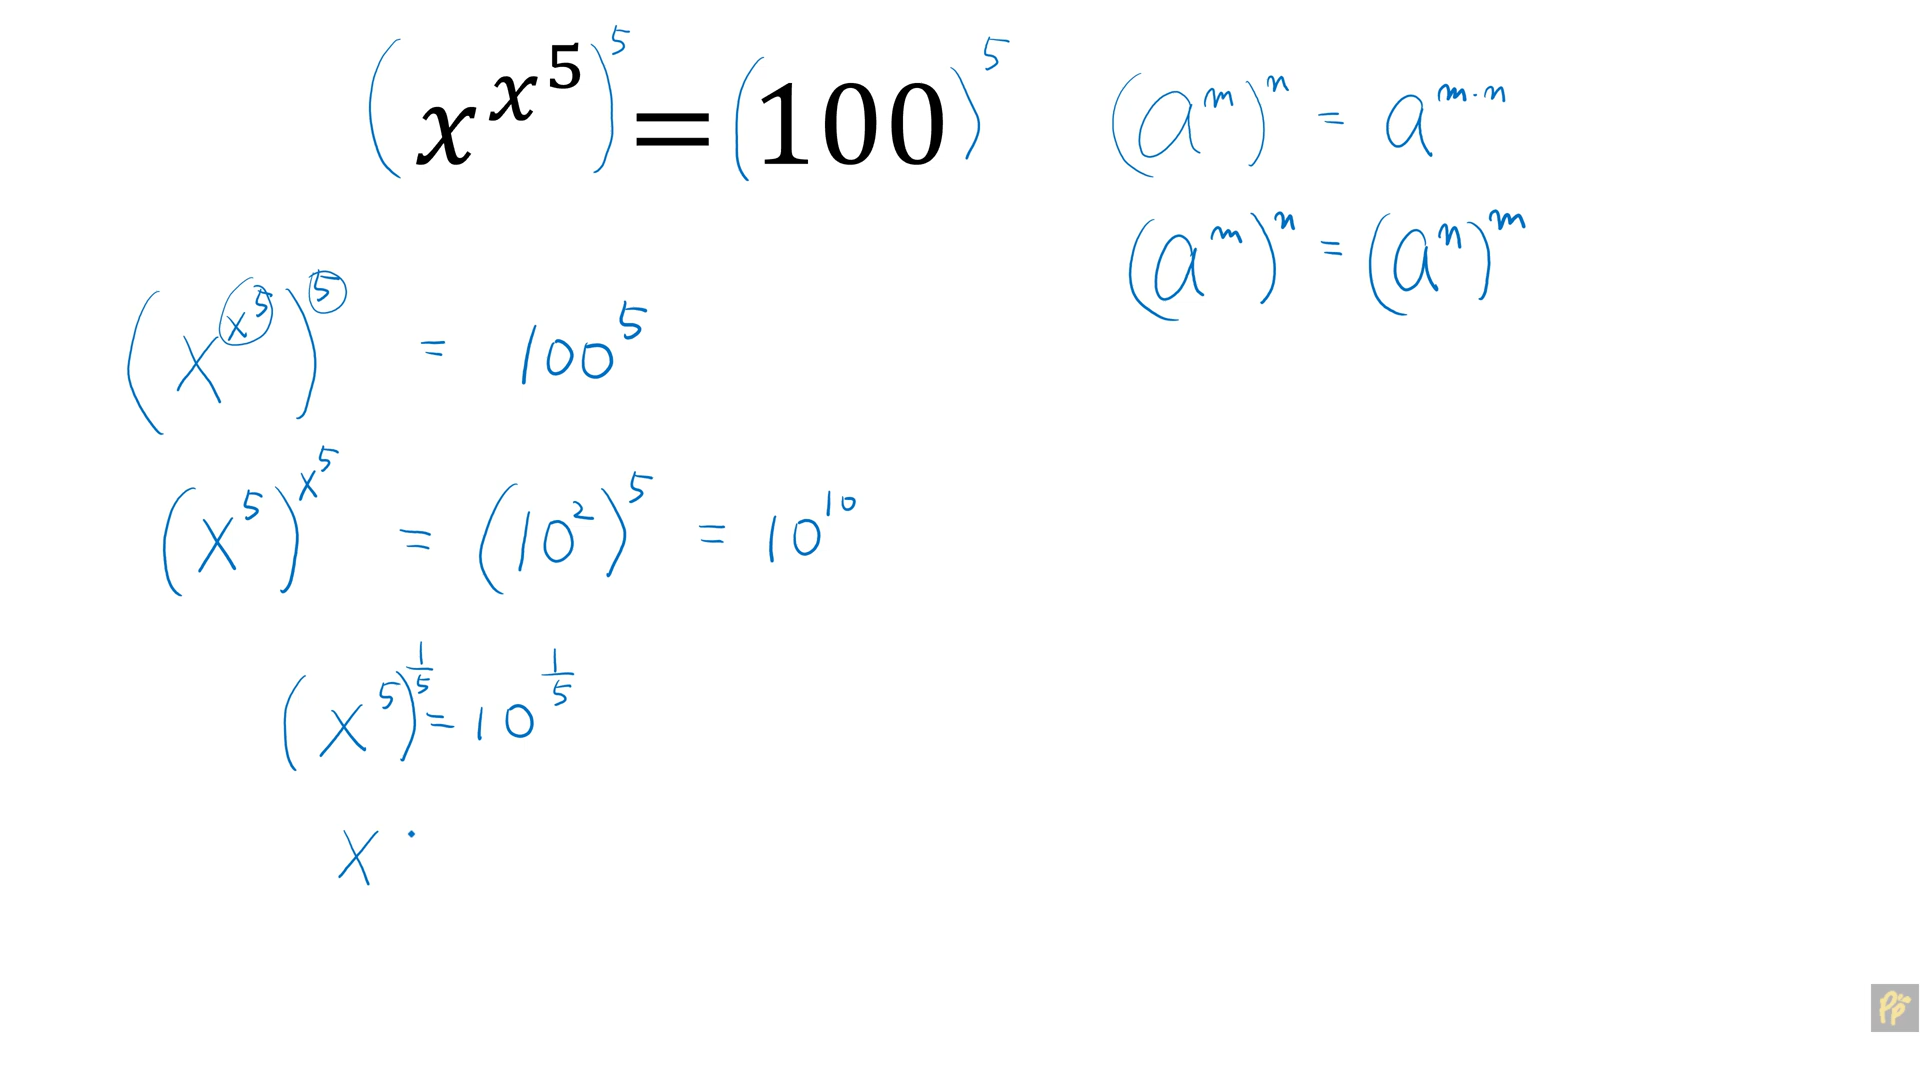 (x^{x^5})^5 = (100)^5
(a^m)^n = a^{m·n}
(a^m)^n = (a^n)^m
(x^{x^5})^5 = 100^5
(x^5)^{x^5} = (10^2)^5 = 10^{10}
(x^5)^{1/5} = 10^{1/5}
x